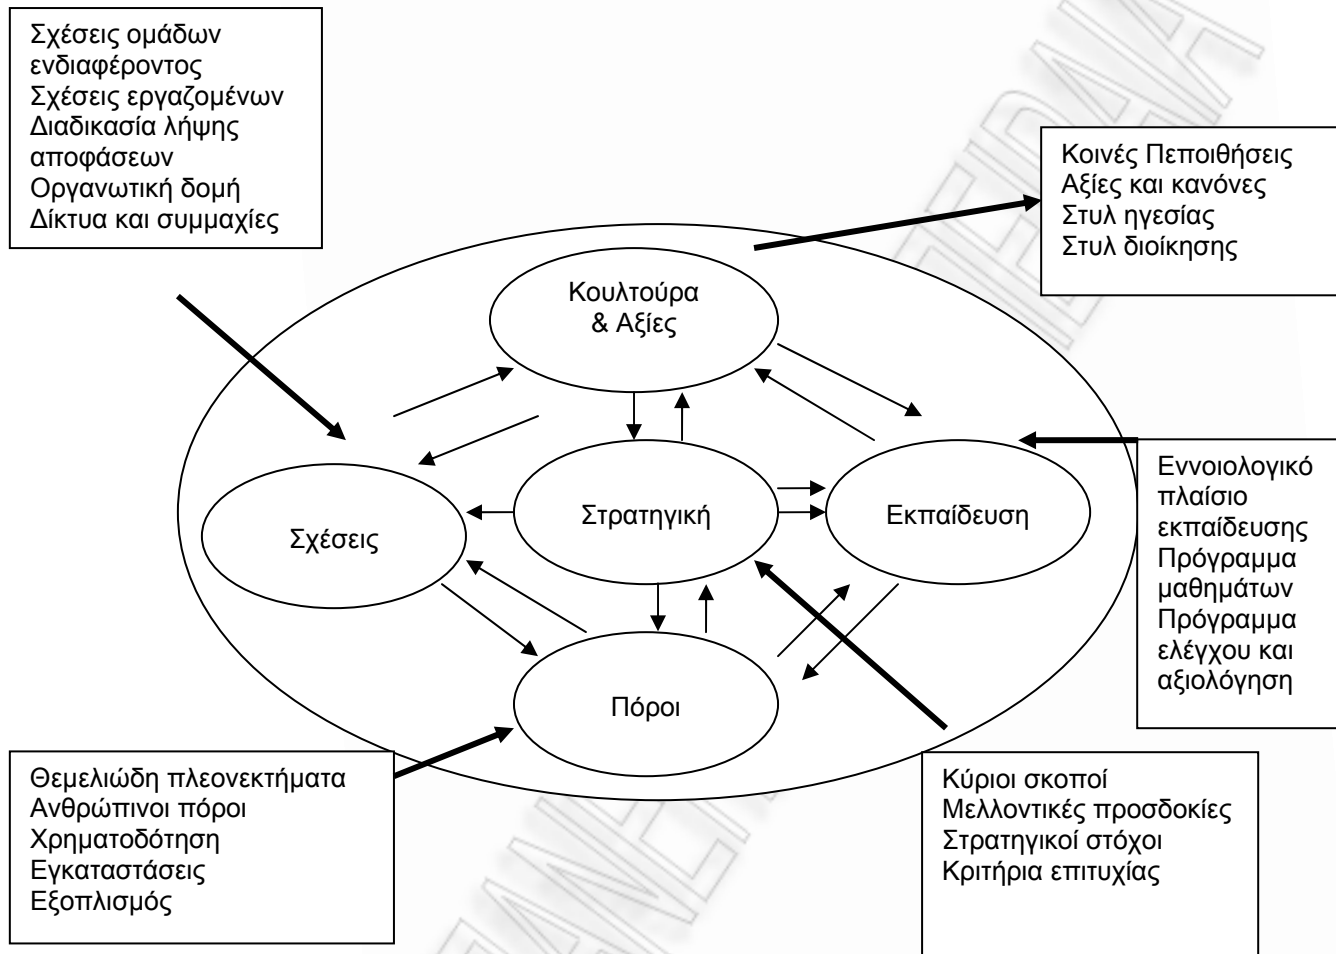 Σχέσεις ομάδων
ενδιαφέροντος
Σχέσεις εργαζομένων
Διαδικασία λήψης
αποφάσεων
Οργανωτική δομή
Δίκτυα και συμμαχίες
Κοινές Πεποιθήσεις
Αξίες και κανόνες
Στυλ ηγεσίας
Στυλ διοίκησης
Κουλτούρα
& Αξίες
Σχέσεις
Στρατηγική
Εκπαίδευση
Πόροι
Εννοιολογικό
πλαίσιο
εκπαίδευσης
Πρόγραμμα
μαθημάτων
Πρόγραμμα
ελέγχου και
αξιολόγηση
Θεμελιώδη πλεονεκτήματα
Ανθρώπινοι πόροι
Χρηματοδότηση
Εγκαταστάσεις
Εξοπλισμός
Κύριοι σκοποί
Μελλοντικές προσδοκίες
Στρατηγικοί στόχοι
Κριτήρια επιτυχίας